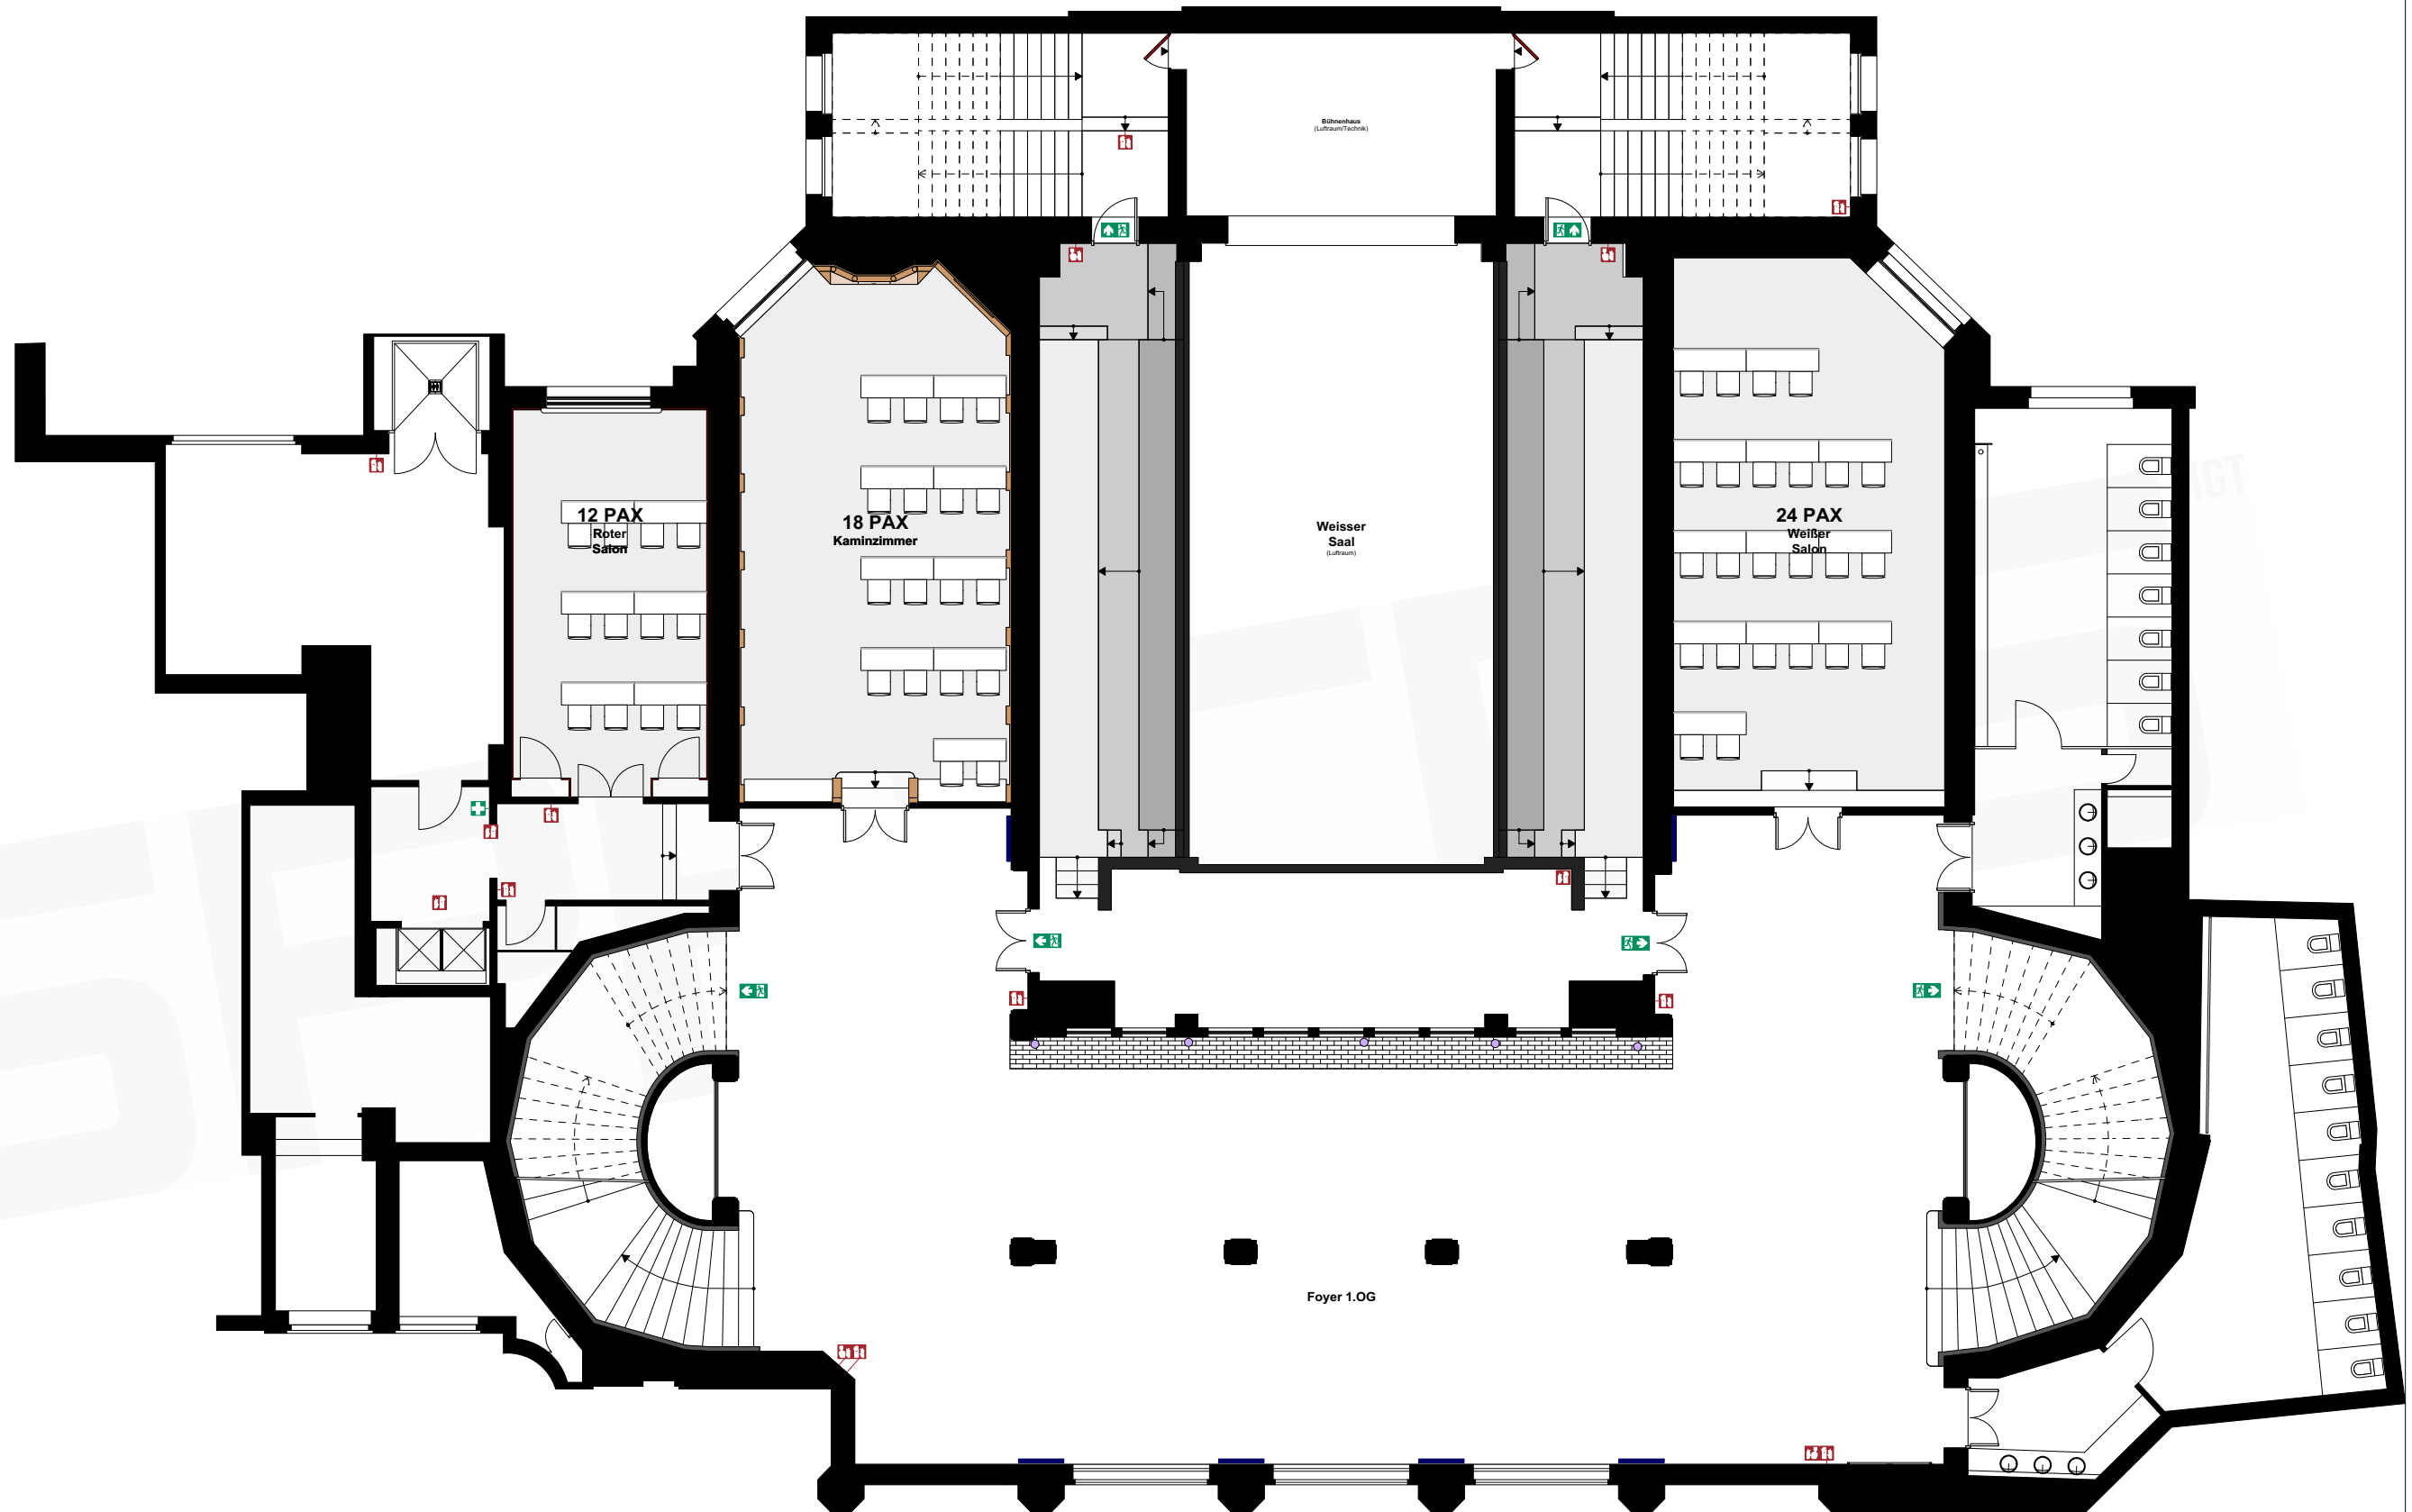 Bühnenhaus
(Luftraum/Technik)
12 PAX
Roter
Salon
18 PAX
Kaminzimmer
Weisser
Saal
(Luftraum)
24 PAX
Weißer
Salon
Foyer 1.OG